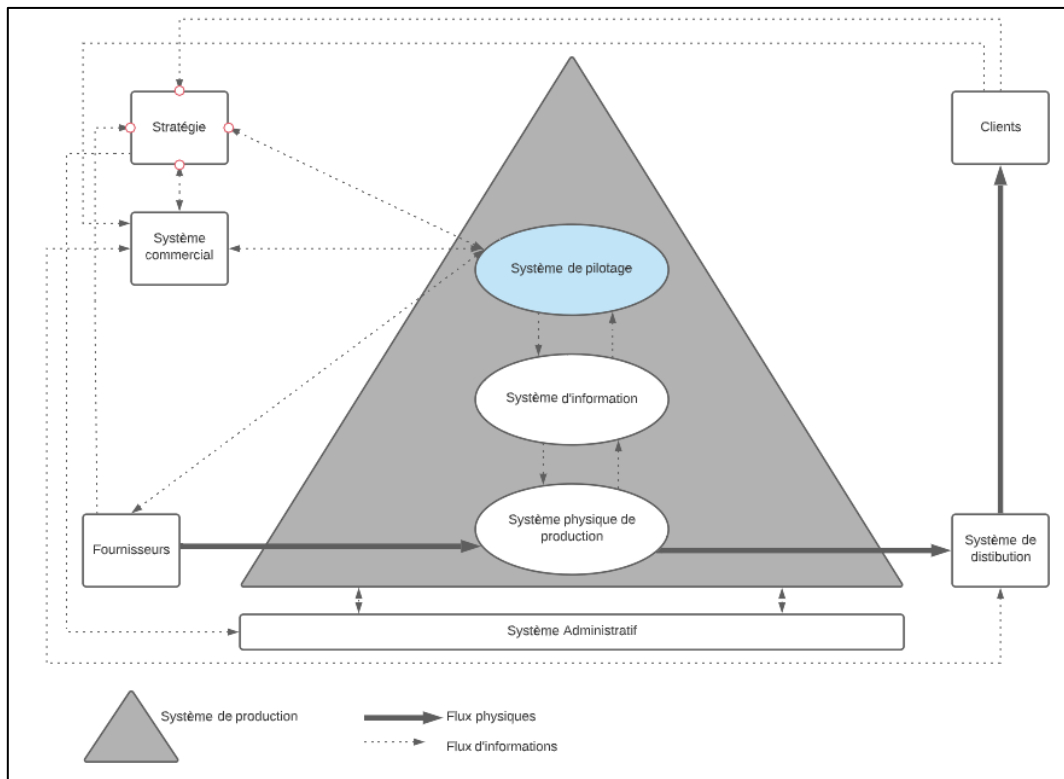 Stratégie
Clients
Système
commercial
Système de pilotage
Système d'information
Système physique de
production
Fournisseurs
Système de
distibution
Système Administratif
Système de production
Flux physiques
Flux d'informations